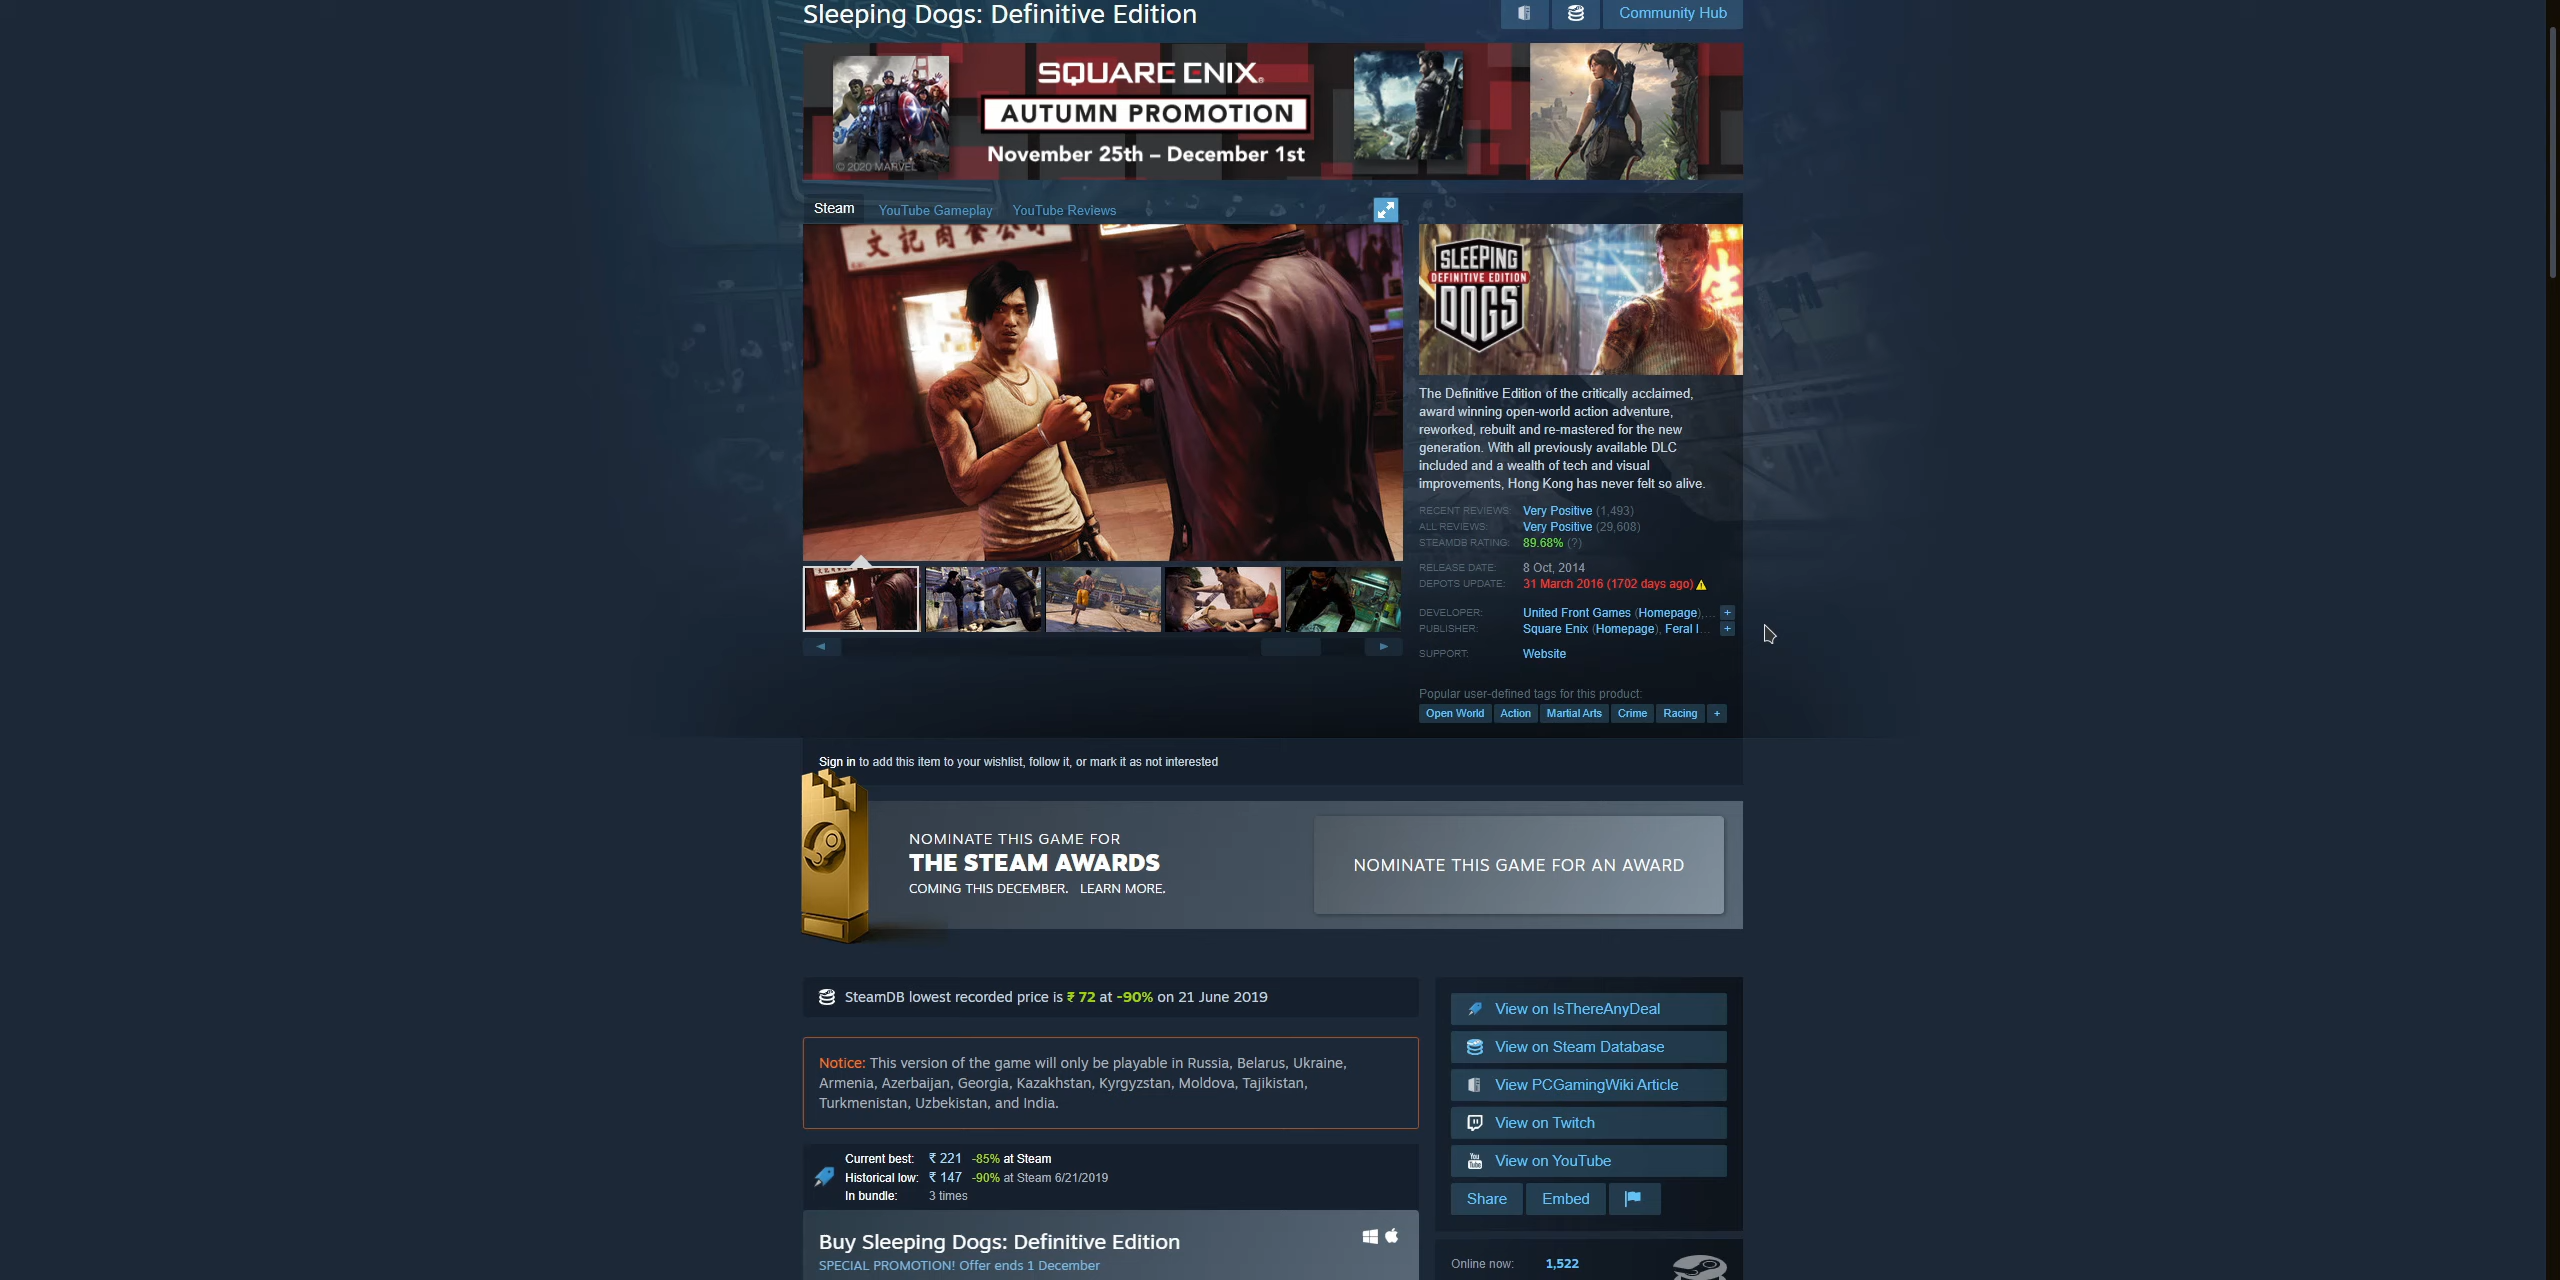 Sleeping Dogs: Definitive Edition
Community Hub
SQUARE ENIX.
AUTUMN PROMOTION
November 25th – December 1st
© 2020 MARVEL
Steam
YouTube Gameplay
YouTube Reviews
文記肉食公司
SLEEPING
DEFINITIVE EDITION
DOGS
The Definitive Edition of the critically acclaimed,
award winning open-world action adventure,
reworked, rebuilt and re-mastered for the new
generation. With all previously available DLC
included and a wealth of tech and visual
improvements, Hong Kong has never felt so alive.
RECENT REVIEWS: Very Positive (1,493)
ALL REVIEWS: Very Positive (29,608)
STEAMDB RATING: 89.68% (?)
RELEASE DATE: 8 Oct, 2014
DEPOTS UPDATE: 31 March 2016 (1702 days ago)
DEVELOPER: United Front Games (Homepage),... +
PUBLISHER: Square Enix (Homepage), Feral I... +
SUPPORT: Website
Popular user-defined tags for this product:
Open World Action Martial Arts Crime Racing +
Sign in to add this item to your wishlist, follow it, or mark it as not interested
NOMINATE THIS GAME FOR
THE STEAM AWARDS
COMING THIS DECEMBER. LEARN MORE.
NOMINATE THIS GAME FOR AN AWARD
SteamDB lowest recorded price is ₹ 72 at -90% on 21 June 2019
Notice: This version of the game will only be playable in Russia, Belarus, Ukraine,
Armenia, Azerbaijan, Georgia, Kazakhstan, Kyrgyzstan, Moldova, Tajikistan,
Turkmenistan, Uzbekistan, and India.
Current best: ₹ 221 -85% at Steam
Historical low: ₹ 147 -90% at Steam 6/21/2019
In bundle: 3 times
Buy Sleeping Dogs: Definitive Edition
SPECIAL PROMOTION! Offer ends 1 December
View on IsThereAnyDeal
View on Steam Database
View PCGamingWiki Article
View on Twitch
You Tube View on YouTube
Share Embed
Online now: 1,522